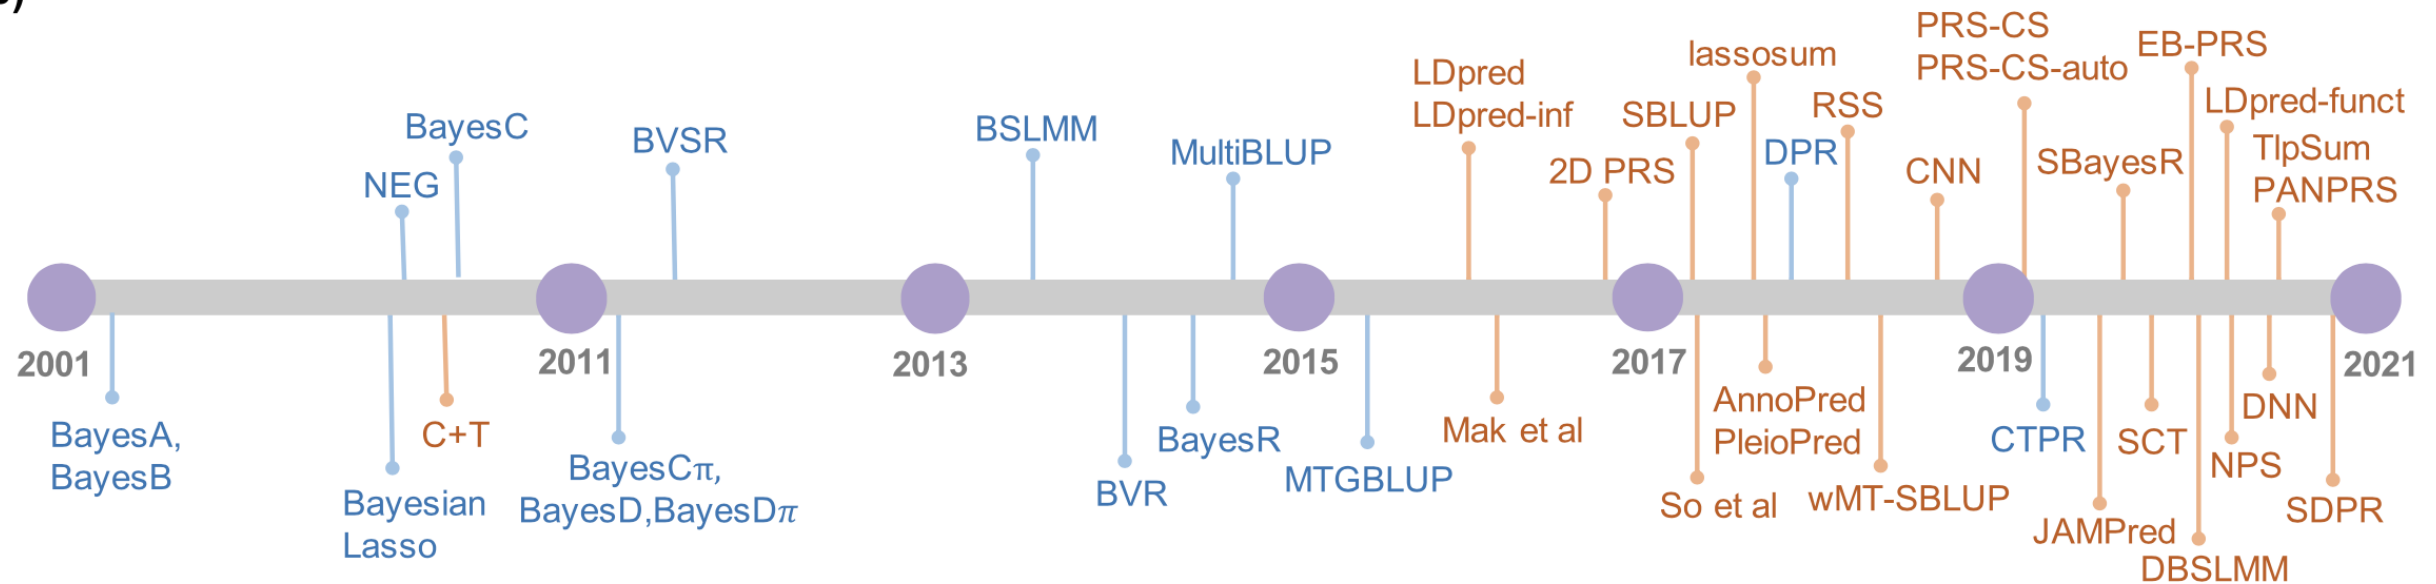 PRS-CS
PRS-CS-auto
EB-PRS
lassosum
LDpred
LDpred-inf
SBLUP
RSS
LDpred-funct
BayesC
BVSR
BSLMM
MultiBLUP
DPR
TlpSum
PANPRS
NEG
2D PRS
CNN
SBayesR
2001
2011
2013
2015
2017
2019
2021
BayesA,
BayesB
C+T
Bayesian
Lasso
BayesCπ,
BayesD,BayesDπ
BVR
BayesR
MTGBLUP
Mak et al
So et al
AnnoPred
PleioPred
wMT-SBLUP
CTPR
JAMPred
SCT
DBSLMM
NPS
DNN
SDPR